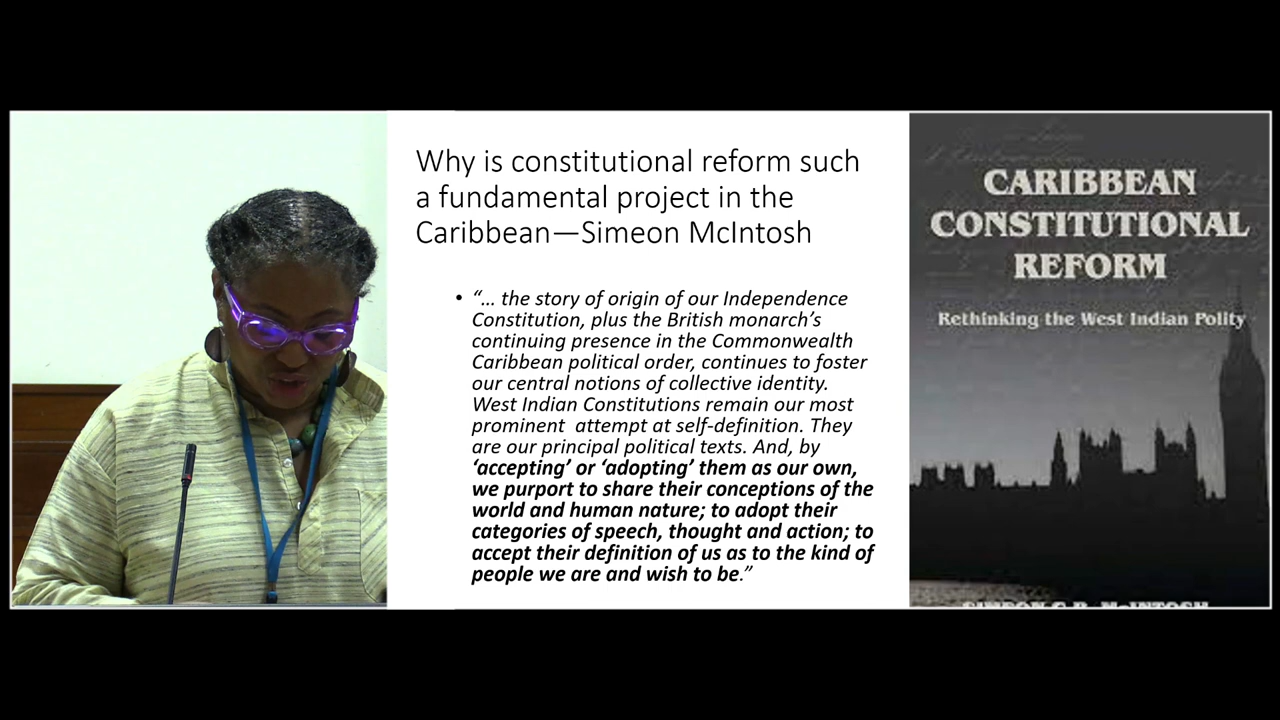 Why is constitutional reform such
a fundamental project in the
Caribbean—Simeon McIntosh
• “… the story of origin of our Independence
Constitution, plus the British monarch’s
continuing presence in the Commonwealth
Caribbean political order, continues to foster
our central notions of collective identity.
West Indian Constitutions remain our most
prominent attempt at self-definition. They
are our principal political texts. And, by
‘accepting’ or ‘adopting’ them as our own,
we purport to share their conceptions of the
world and human nature; to adopt their
categories of speech, thought and action; to
accept their definition of us as to the kind of
people we are and wish to be.”
CARIBBEAN
CONSTITUTIONAL
REFORM
Rethinking the West Indian Polity
SIMEON C.R. McINTOSH